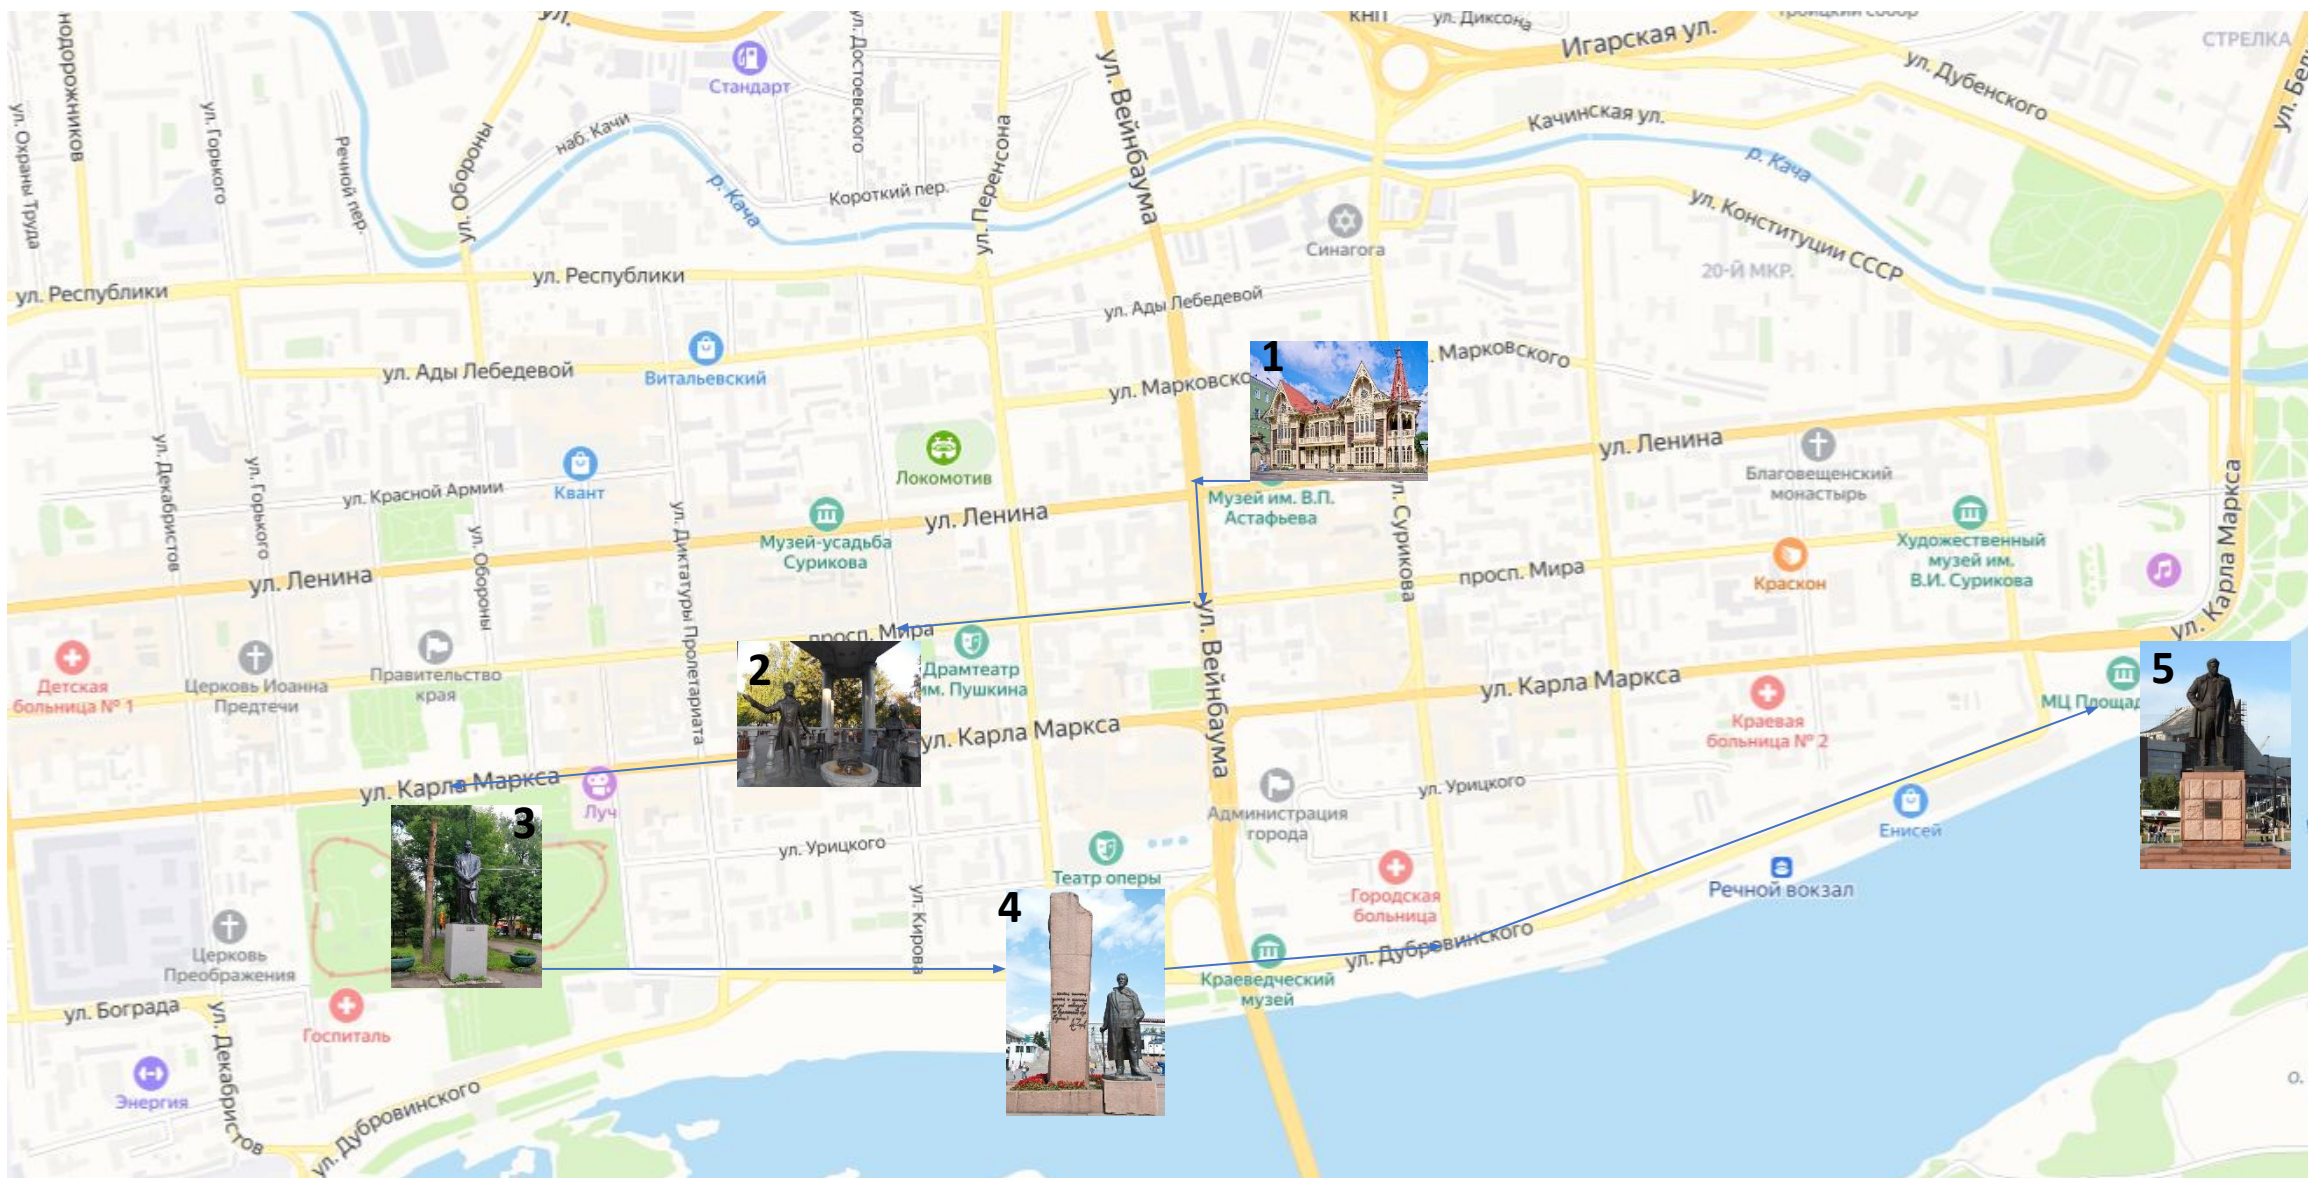 ул.
КНП
ул. Диксона
Троицкий собор
Игарская ул.
СТРЕЛКА
нодорожников
ул. Достоевского
ул. Вейнбаума
ул. Дубенского
ул. Бел
Стандарт
ул. Охраны Труда
ул. Горького
Речной пер.
ул. Обороны
наб. Качи
ул. Перенсона
Качинская ул.
р. Кача
р. Кача
Короткий пер.
ул. Конституции СССР
Синагога
20-Й МКР.
ул. Республики
ул. Республики
ул. Ады Лебедевой
1
ул. Ады Лебедевой
Витальевский
ул. Марковско
. Марковского
ул. Декабристов
ул. Горького
ул. Красной Армии
Квант
Локомотив
ул. Ленина
Благовещенский
монастырь
ул. Карла Маркса
Музей им. В.П.
Астафьева
л. Сурикова
ул. Обороны
ул. Диктатуры Пролетариата
Музей-усадьба
Сурикова
ул. Ленина
ул. Ленина
просп. Мира
Краскон
Художественный
музей им.
В.И. Сурикова
просп. Мира
ул. Вейнбаума
Детская
больница № 1
Церковь Иоанна
Предтечи
Правительство
края
2
Драмтеатр
им. Пушкина
ул. Карла Маркса
ул. Карла Маркса
Краевая
больница № 2
МЦ Площад
5
ул. Карла Маркса
Луч
3
ул. Урицкого
ул. Урицкого
Администрация
города
Енисей
Театр оперы
Городская
больница
Речной вокзал
ул. Кирова
4
Церковь
Преображения
ул. Дубровинского
Краеведческий
музей
ул. Бограда
Госпиталь
ул. Декабристов
Энергия
ул. Дубровинского
о.